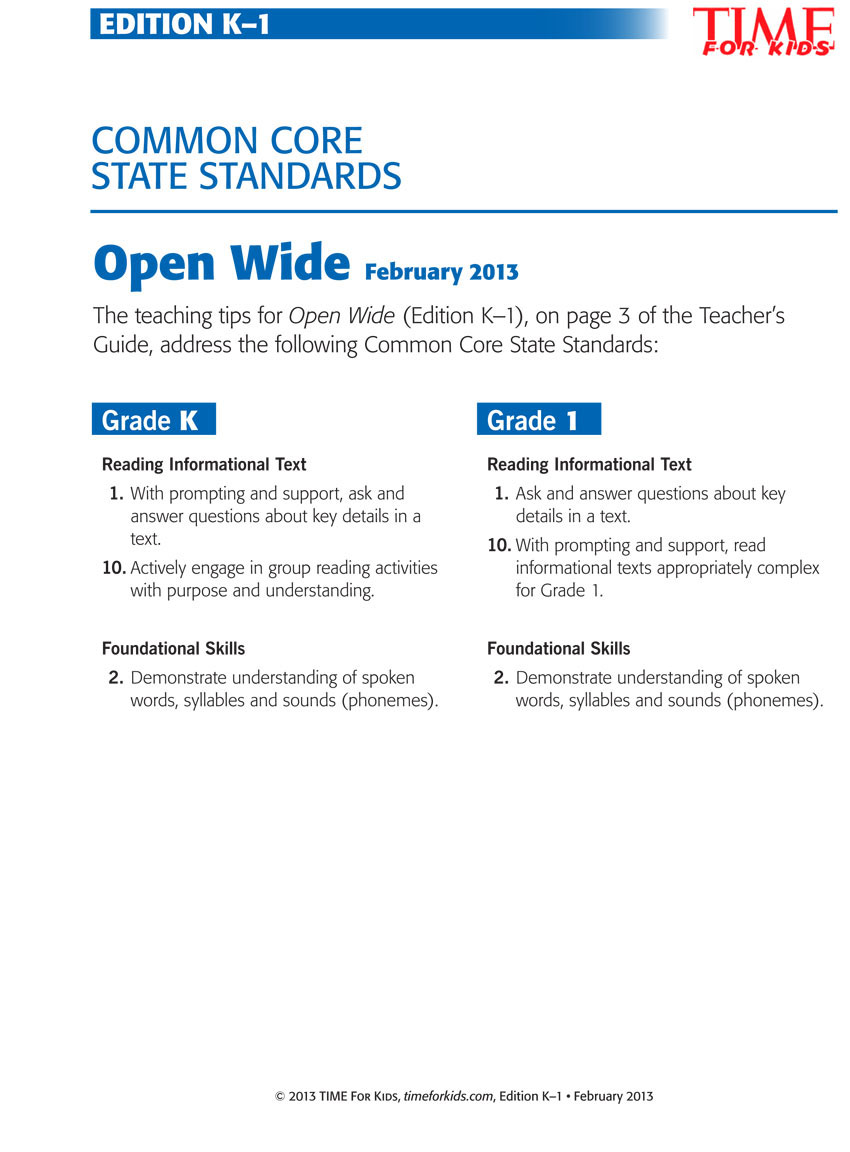 EDITION K–1
TIME
FOR KIDS
COMMON CORE
STATE STANDARDS
Open Wide February 2013
The teaching tips for Open Wide (Edition K–1), on page 3 of the Teacher's
Guide, address the following Common Core State Standards:
Grade K
Reading Informational Text
1. With prompting and support, ask and
answer questions about key details in a
text.
10. Actively engage in group reading activities
with purpose and understanding.
Foundational Skills
2. Demonstrate understanding of spoken
words, syllables and sounds (phonemes).
Grade 1
Reading Informational Text
1. Ask and answer questions about key
details in a text.
10. With prompting and support, read
informational texts appropriately complex
for Grade 1.
Foundational Skills
2. Demonstrate understanding of spoken
words, syllables and sounds (phonemes).
© 2013 TIME FOR KIDS, timeforkids.com, Edition K–1 • February 2013